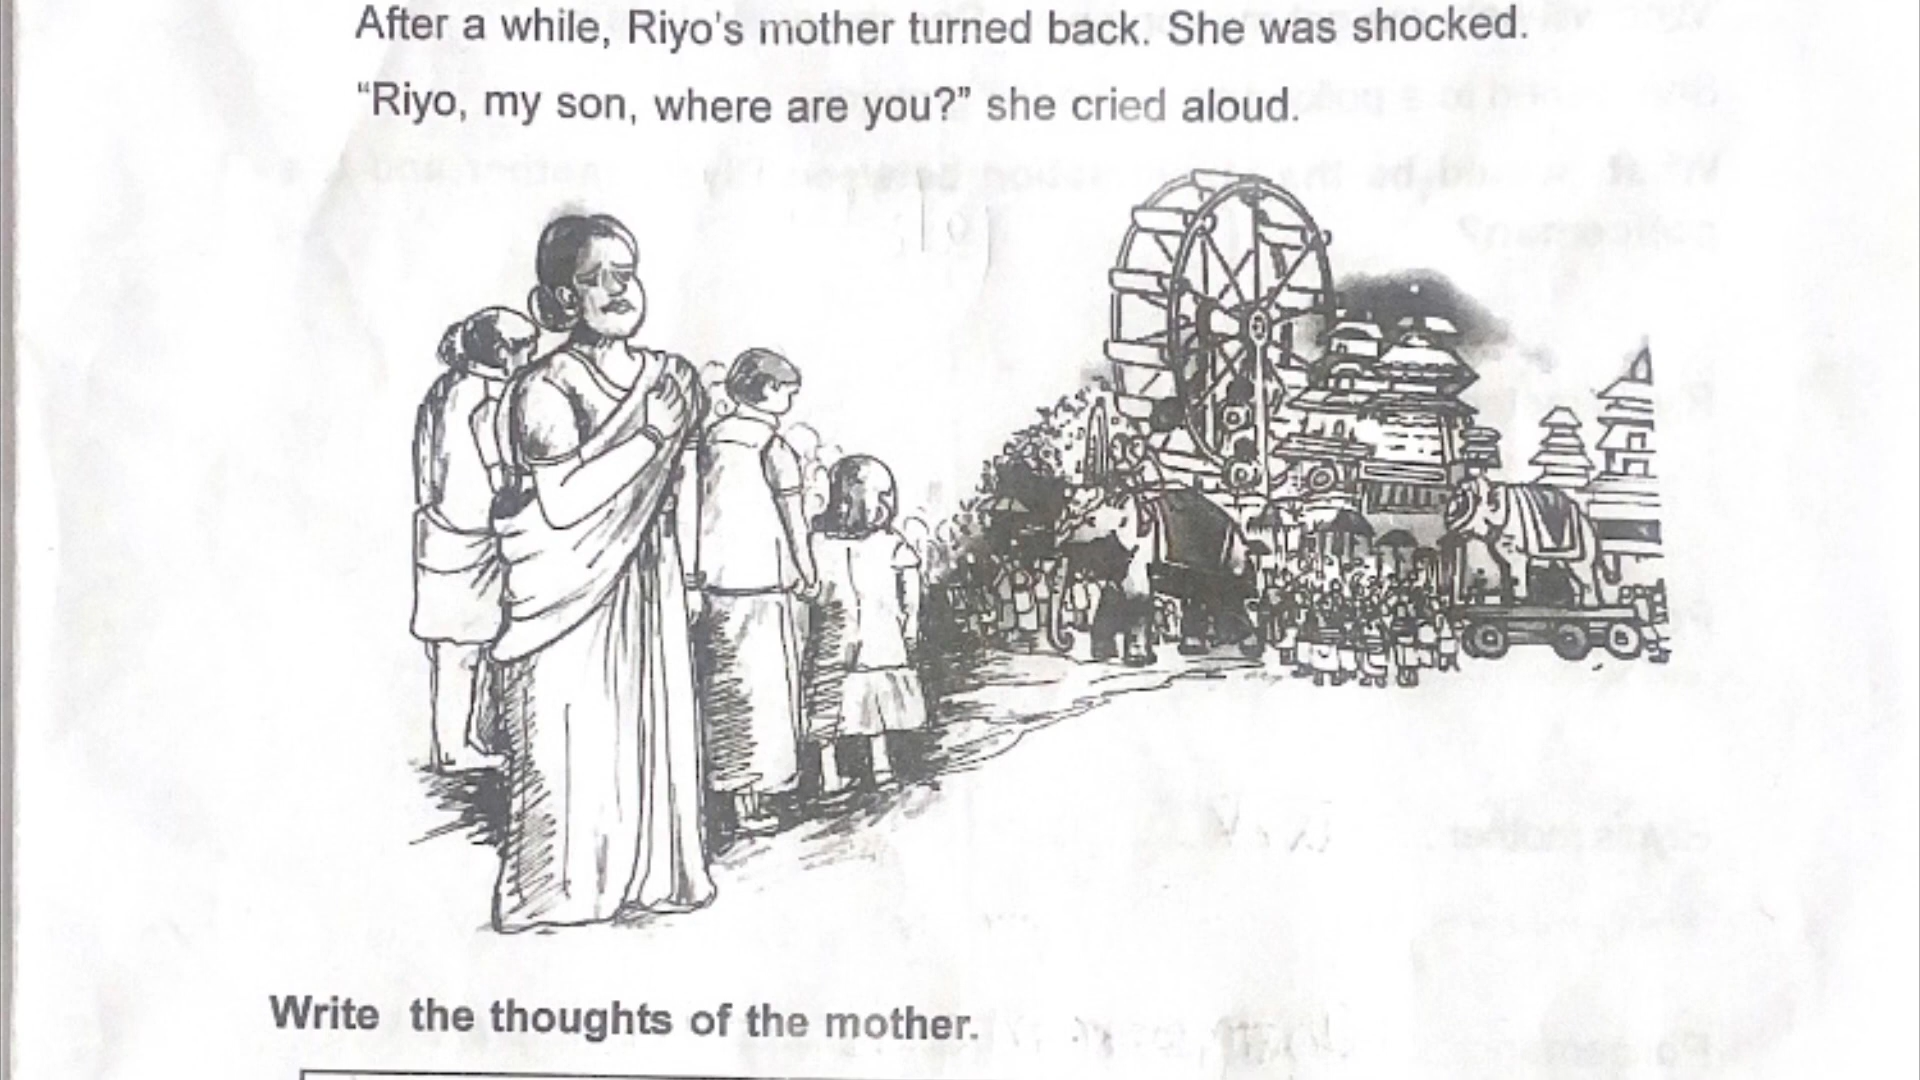 After a while, Riyo's mother turned back. She was shocked.
“Riyo, my son, where are you?” she cried aloud.
Write the thoughts of the mother.